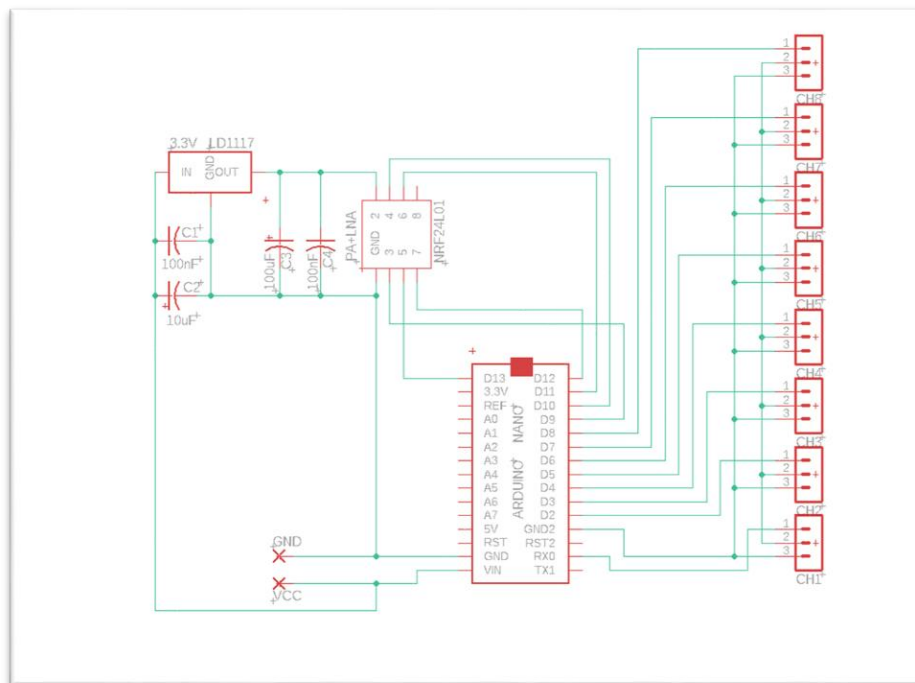 3.3V LD1117
IN GND OUT
C1
100nF
C2
10uF
100uF
C3
100nF
C4
PA+LNA
2 4 6 8
GND 3 5 7
NRF24L01
D13
3.3V
REF
A0
A1
A2
A3
A4
A5
A6
A7
5V
RST
GND
VIN
ARDUINO NANO
D12
D11
D10
D9
D8
D7
D6
D5
D4
D3
D2
GND2
RST2
RX0
TX1
GND
VCC
1
2
3
CH8
1
2
3
CH7
1
2
3
CH6
1
2
3
CH5
1
2
3
CH4
1
2
3
CH3
1
2
3
CH2
1
2
3
CH1